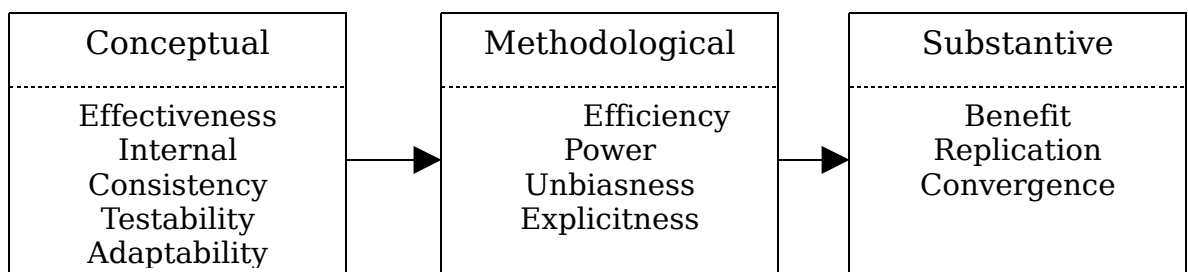 Conceptual
Effectiveness
Internal
Consistency
Testability
Adaptability
Methodological
Efficiency
Power
Unbiasness
Explicitness
Substantive
Benefit
Replication
Convergence